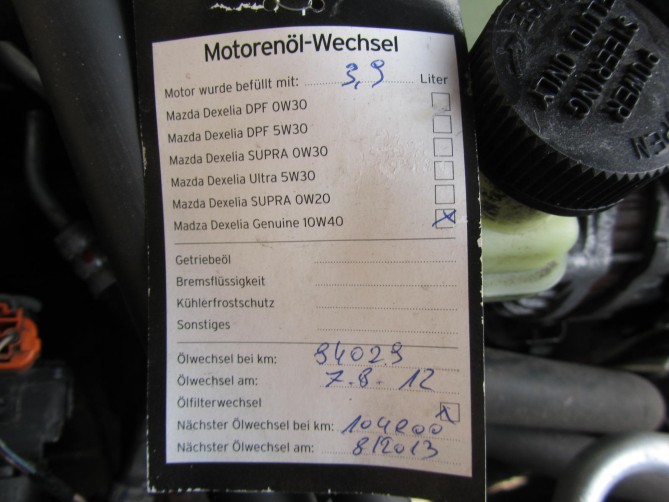 Motorenöl-Wechsel
Motor wurde befüllt mit: 3,9 Liter
Mazda Dexelia DPF 0W30
Mazda Dexelia DPF 5W30
Mazda Dexelia SUPRA 0W30
Mazda Dexelia Ultra 5W30
Mazda Dexelia SUPRA 0W20
Madza Dexelia Genuine 10W40
Getriebeöl
Bremsflüssigkeit
Kühlerfrostschutz
Sonstiges
Ölwechsel bei km: 94029
Ölwechsel am: 7.8. 12
Ölfilterwechsel
Nächster Ölwechsel bei km: 104000
Nächster Ölwechsel am: 8/2013
POWER
STEERING
FLUID ONLY